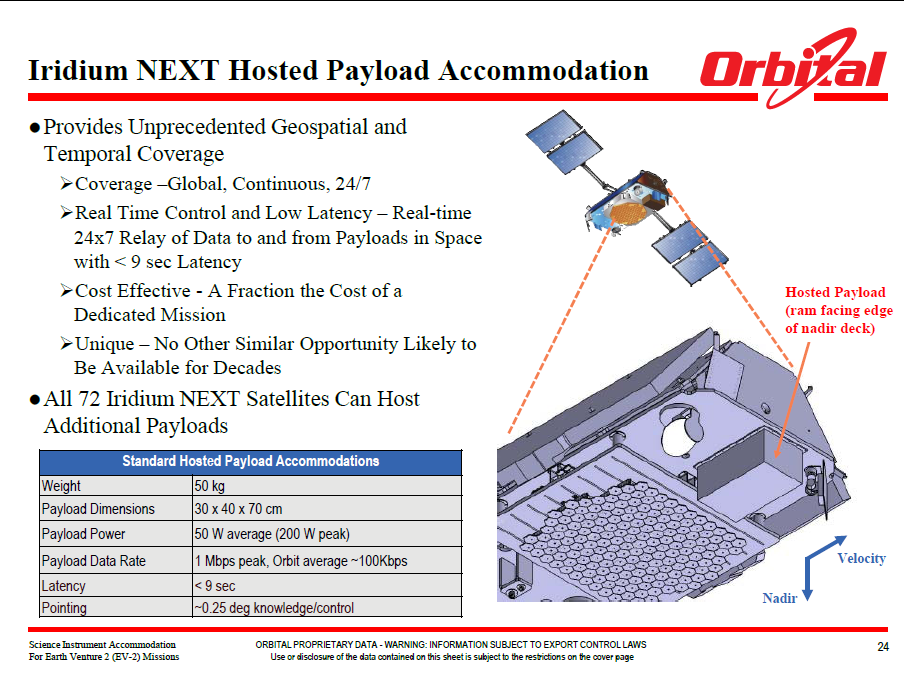 Iridium NEXT Hosted Payload Accommodation
Orbital
●Provides Unprecedented Geospatial and
Temporal Coverage
➢Coverage –Global, Continuous, 24/7
➢Real Time Control and Low Latency – Real-time
24x7 Relay of Data to and from Payloads in Space
with < 9 sec Latency
➢Cost Effective - A Fraction the Cost of a
Dedicated Mission
➢Unique – No Other Similar Opportunity Likely to
Be Available for Decades
●All 72 Iridium NEXT Satellites Can Host
Additional Payloads
Standard Hosted Payload Accommodations
Weight 50 kg
Payload Dimensions 30 x 40 x 70 cm
Payload Power 50 W average (200 W peak)
Payload Data Rate 1 Mbps peak, Orbit average ~100Kbps
Latency < 9 sec
Pointing ~0.25 deg knowledge/control
Hosted Payload
(ram facing edge
of nadir deck)
Velocity
Nadir
Science Instrument Accommodation
For Earth Venture 2 (EV-2) Missions
ORBITAL PROPRIETARY DATA - WARNING: INFORMATION SUBJECT TO EXPORT CONTROL LAWS
Use or disclosure of the data contained on this sheet is subject to the restrictions on the cover page
24